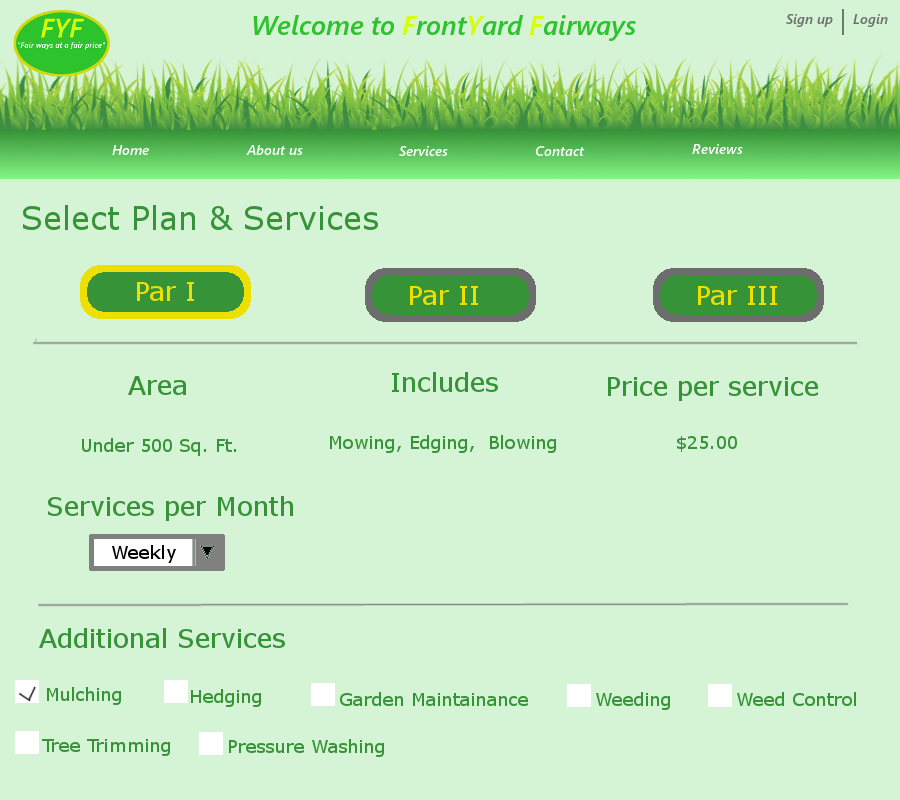 FYF
"Fair ways at a fair price"
Welcome to FrontYard Fairways
Sign up | Login
Home About us Services Contact Reviews
Select Plan & Services
Par I Par II Par III
Area Includes Price per service
Under 500 Sq. Ft. Mowing, Edging, Blowing $25.00
Services per Month
Weekly
Additional Services
Mulching Hedging Garden Maintainance Weeding Weed Control
Tree Trimming Pressure Washing